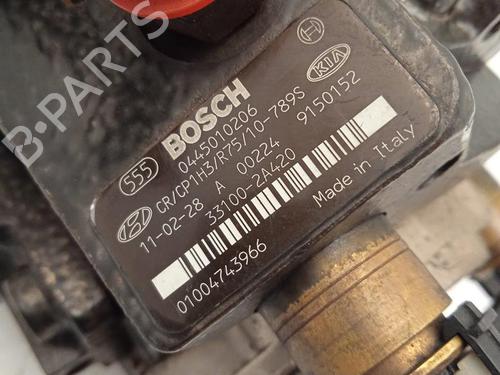 555
BOSCH
0445010206
CR/CP1H3/R75/10-789S
11-02-28 A 00224
9150152
KIA
33100-2A420
01004743966
Made in Italy
B-PARTS